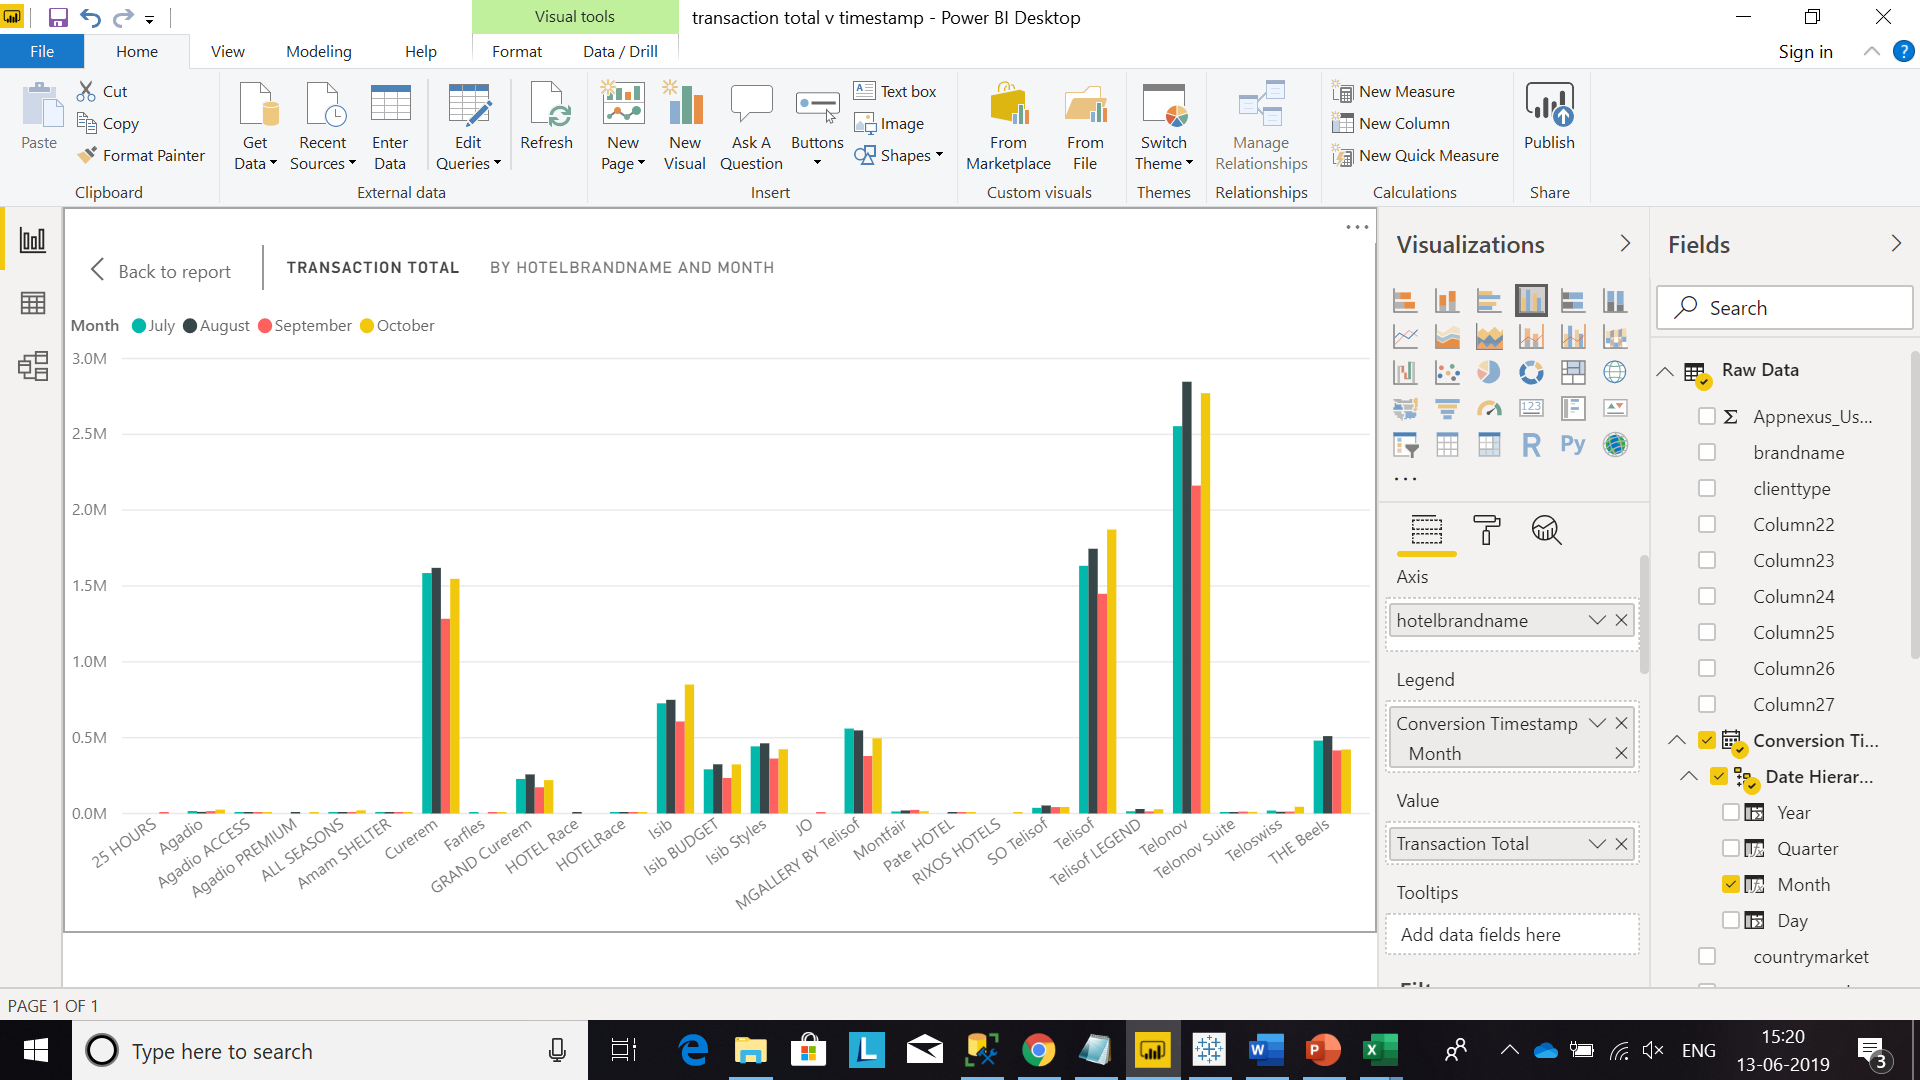 Visual tools
transaction total v timestamp - Power BI Desktop
File
Home
View
Modeling
Help
Format
Data / Drill
Sign in
?
Paste
Cut
Copy
Format Painter
Clipboard
Get Data
Recent Sources
Enter Data
Edit Queries
Refresh
External data
New Page
New Visual
Ask A Question
Buttons
Text box
Image
Shapes
Insert
From Marketplace
From File
Custom visuals
Switch Theme
Themes
Manage Relationships
Relationships
New Measure
New Column
New Quick Measure
Calculations
Publish
Share
Back to report
TRANSACTION TOTAL
BY HOTELBRANDNAME AND MONTH
Month July August September October
3.0M
2.5M
2.0M
1.5M
1.0M
0.5M
0.0M
25 HOURS
Agadio
Agadio ACCESS
Agadio PREMIUM
ALL SEASONS
Amam SHELTER
Curerem
Farfles
GRAND Curerem
HOTEL Race
HOTELRace
Isib
Isib BUDGET
Isib Styles
JO
MGALLERY BY Telisof
Montfair
Pate HOTEL
RIXOS HOTELS
SO Telisof
Telisof
Telisof LEGEND
Telonov
Telonov Suite
Teloswiss
THE Beels
Visualizations
123
R
Py
Axis
hotelbrandname
Legend
Conversion Timestamp
Month
Value
Transaction Total
Tooltips
Add data fields here
Fields
Search
Raw Data
Appnexus_Us...
brandname
clienttype
Column22
Column23
Column24
Column25
Column26
Column27
Conversion Ti...
Date Hierar...
Year
Quarter
Month
Day
countrymarket
PAGE 1 OF 1
Type here to search
ENG
15:20
13-06-2019
3